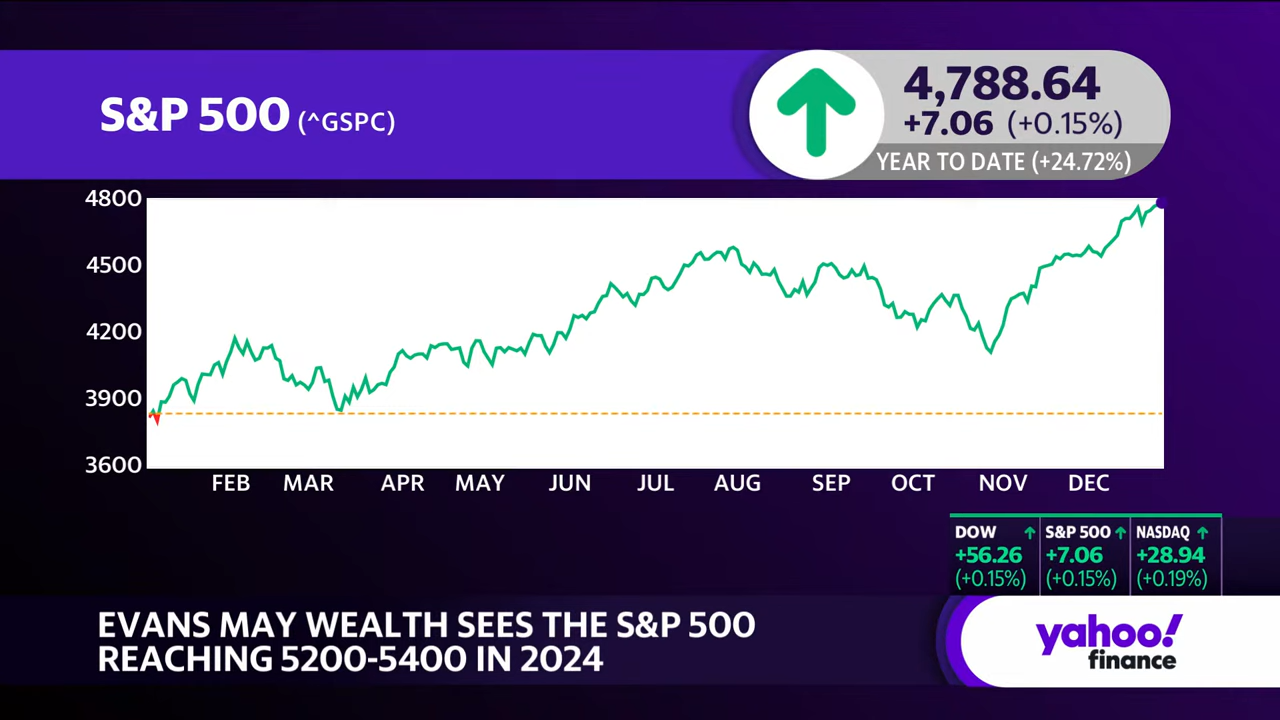 S&P 500 (^GSPC)
4,788.64
+7.06 (+0.15%)
YEAR TO DATE (+24.72%)
4800
4500
4200
3900
3600
FEB MAR APR MAY JUN JUL AUG SEP OCT NOV DEC
DOW S&P 500 NASDAQ
+56.26 +7.06 +28.94
(+0.15%) (+0.15%) (+0.19%)
EVANS MAY WEALTH SEES THE S&P 500
REACHING 5200-5400 IN 2024
yahoo!
finance